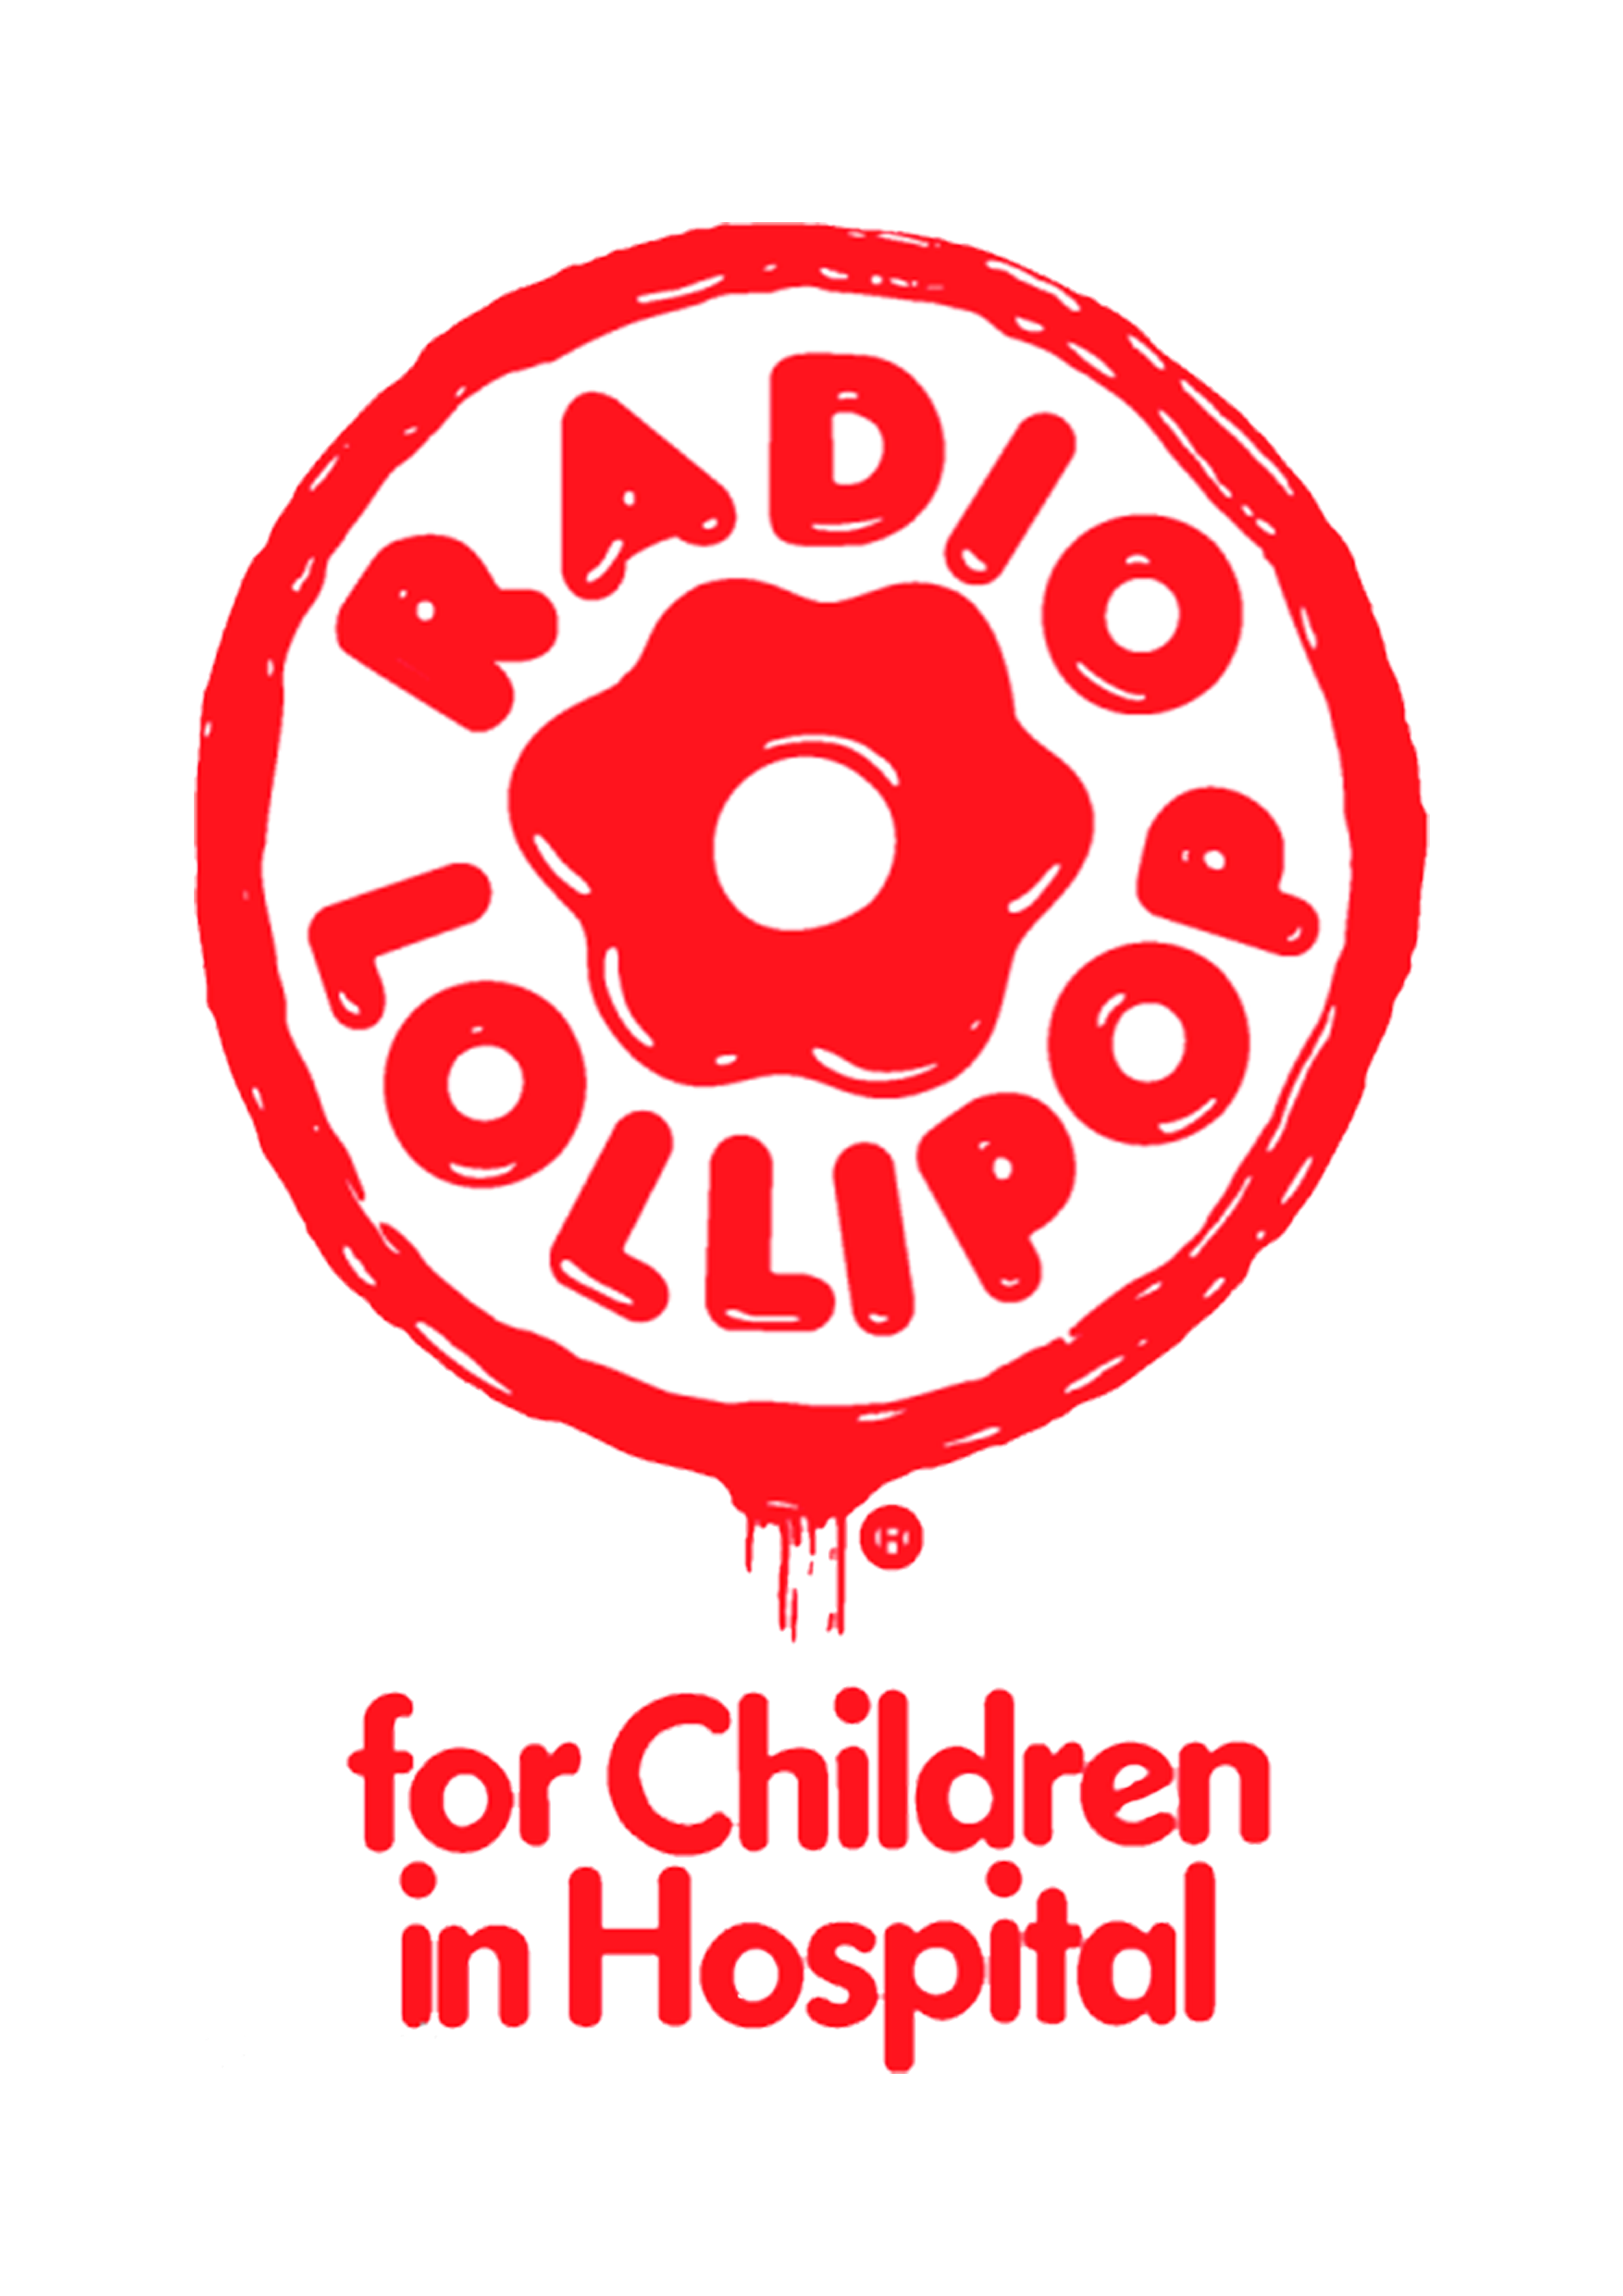 RADIO
LOLLIPOP
®
for Children
in Hospital